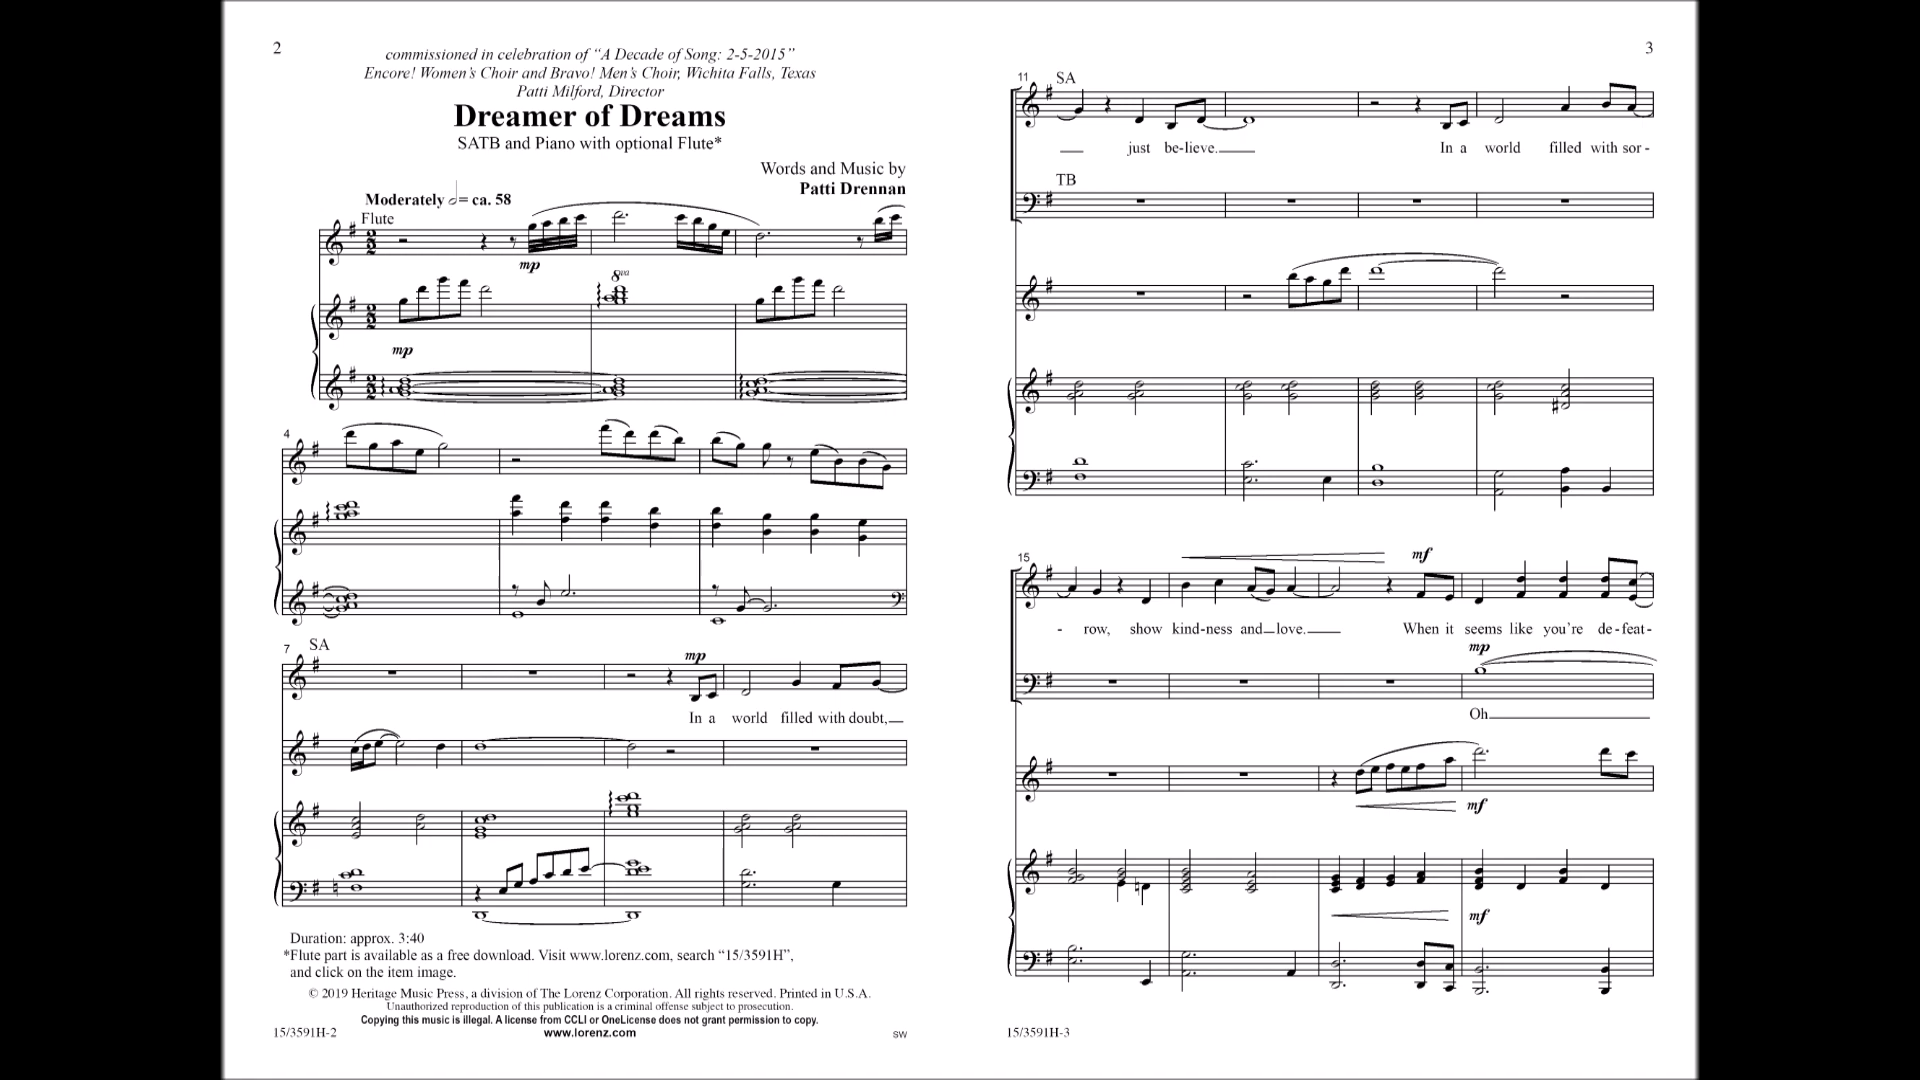 2
commissioned in celebration of “A Decade of Song: 2-5-2015”
Encore! Women’s Choir and Bravo! Men’s Choir, Wichita Falls, Texas
Patti Milford, Director
Dreamer of Dreams
SATB and Piano with optional Flute*
Words and Music by
Patti Drennan
Moderately 𝅗𝅥 = ca. 58
Flute
mp
8va
mp
4
7
SA
mp
In a world filled with doubt,
Duration: approx. 3:40
*Flute part is available as a free download. Visit www.lorenz.com, search “15/3591H”,
and click on the item image.
© 2019 Heritage Music Press, a division of The Lorenz Corporation. All rights reserved. Printed in U.S.A.
Unauthorized reproduction of this publication is a criminal offense subject to prosecution.
Copying this music is illegal. A license from CCLI or OneLicense does not grant permission to copy.
www.lorenz.com
15/3591H-2
SW
3
11
SA
just be-lieve. In a world filled with sor-
TB
15
mf
- row, show kind-ness and love. When it seems like you’re de-feat-
mp
Oh
mf
mf
15/3591H-3